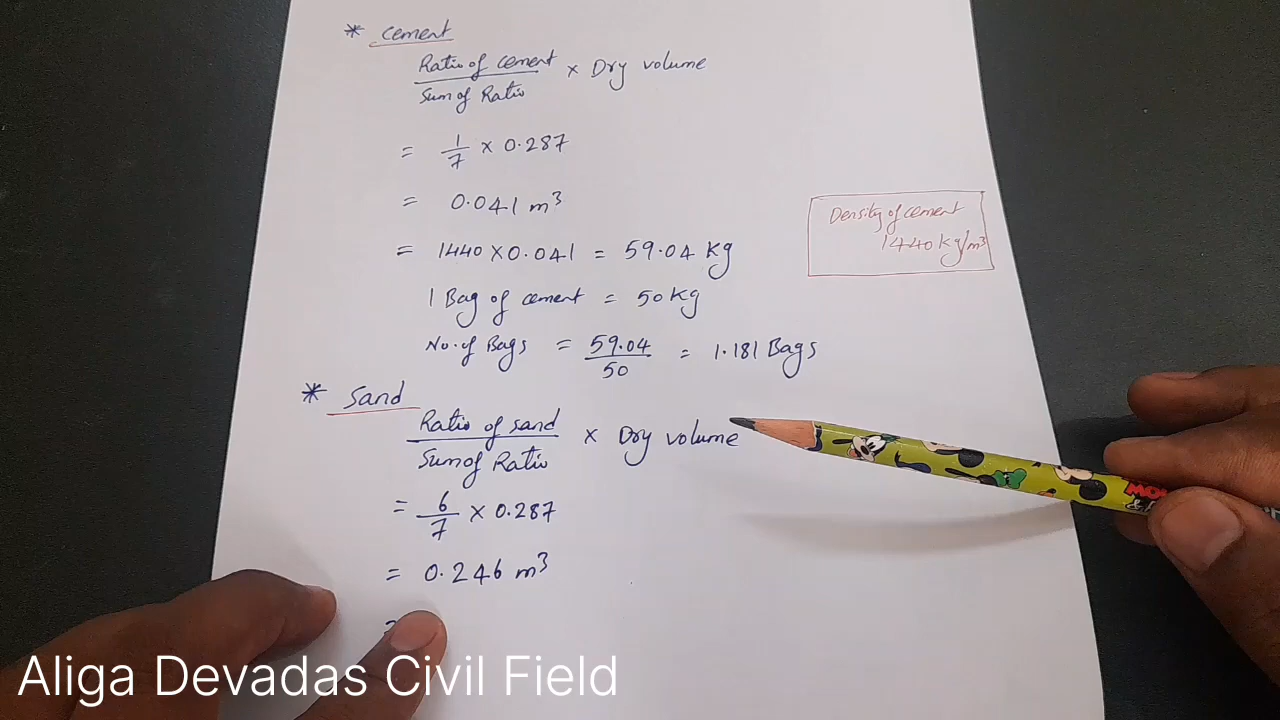 * cement
Ratio of cement / Sum of Ratio × Dry volume
= 1/7 × 0.287
= 0.041 m³
= 1440 × 0.041 = 59.04 kg
1 Bag of cement = 50 kg
No. of Bags = 59.04/50 = 1.181 Bags
Density of cement
1440 kg/m³
* Sand
Ratio of sand / Sum of Ratio × Dry volume
= 6/7 × 0.287
= 0.246 m³
Aliga Devadas Civil Field